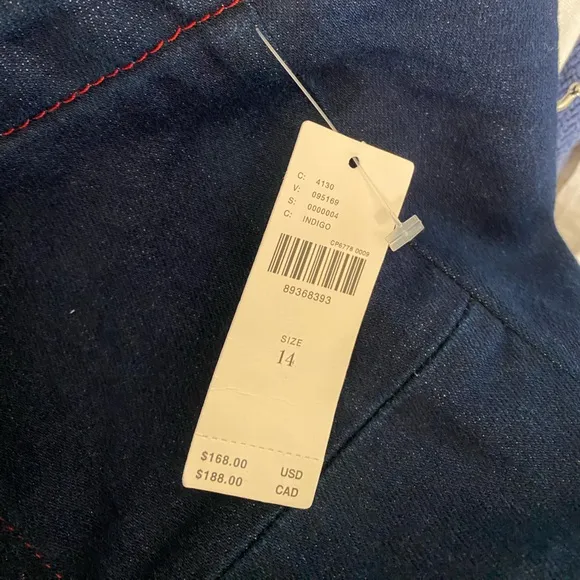 C: 4130
V: 095169
S: 0000004
C: INDIGO
CP6778 0009
89368393
SIZE
14
$168.00 USD
$188.00 CAD